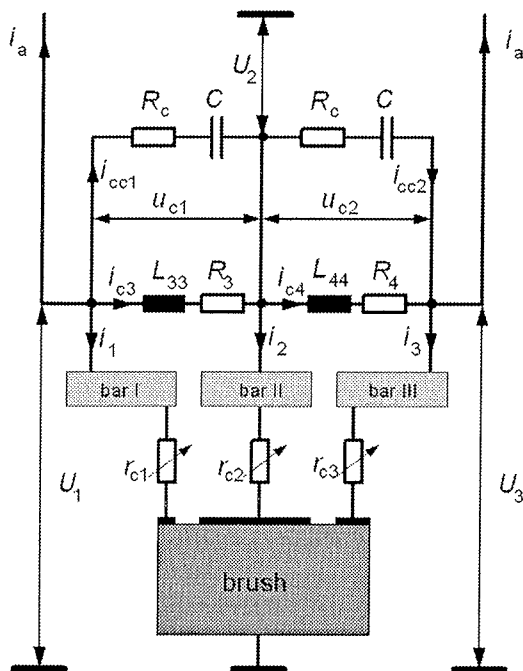 i_a U_2 i_a
R_c C R_c C
i_cc1 i_cc2
u_c1 u_c2
i_c3 L_33 R_3 i_c4 L_44 R_4
i_1 i_2 i_3
bar I bar II bar III
r_c1 r_c2 r_c3
U_1 U_3
brush